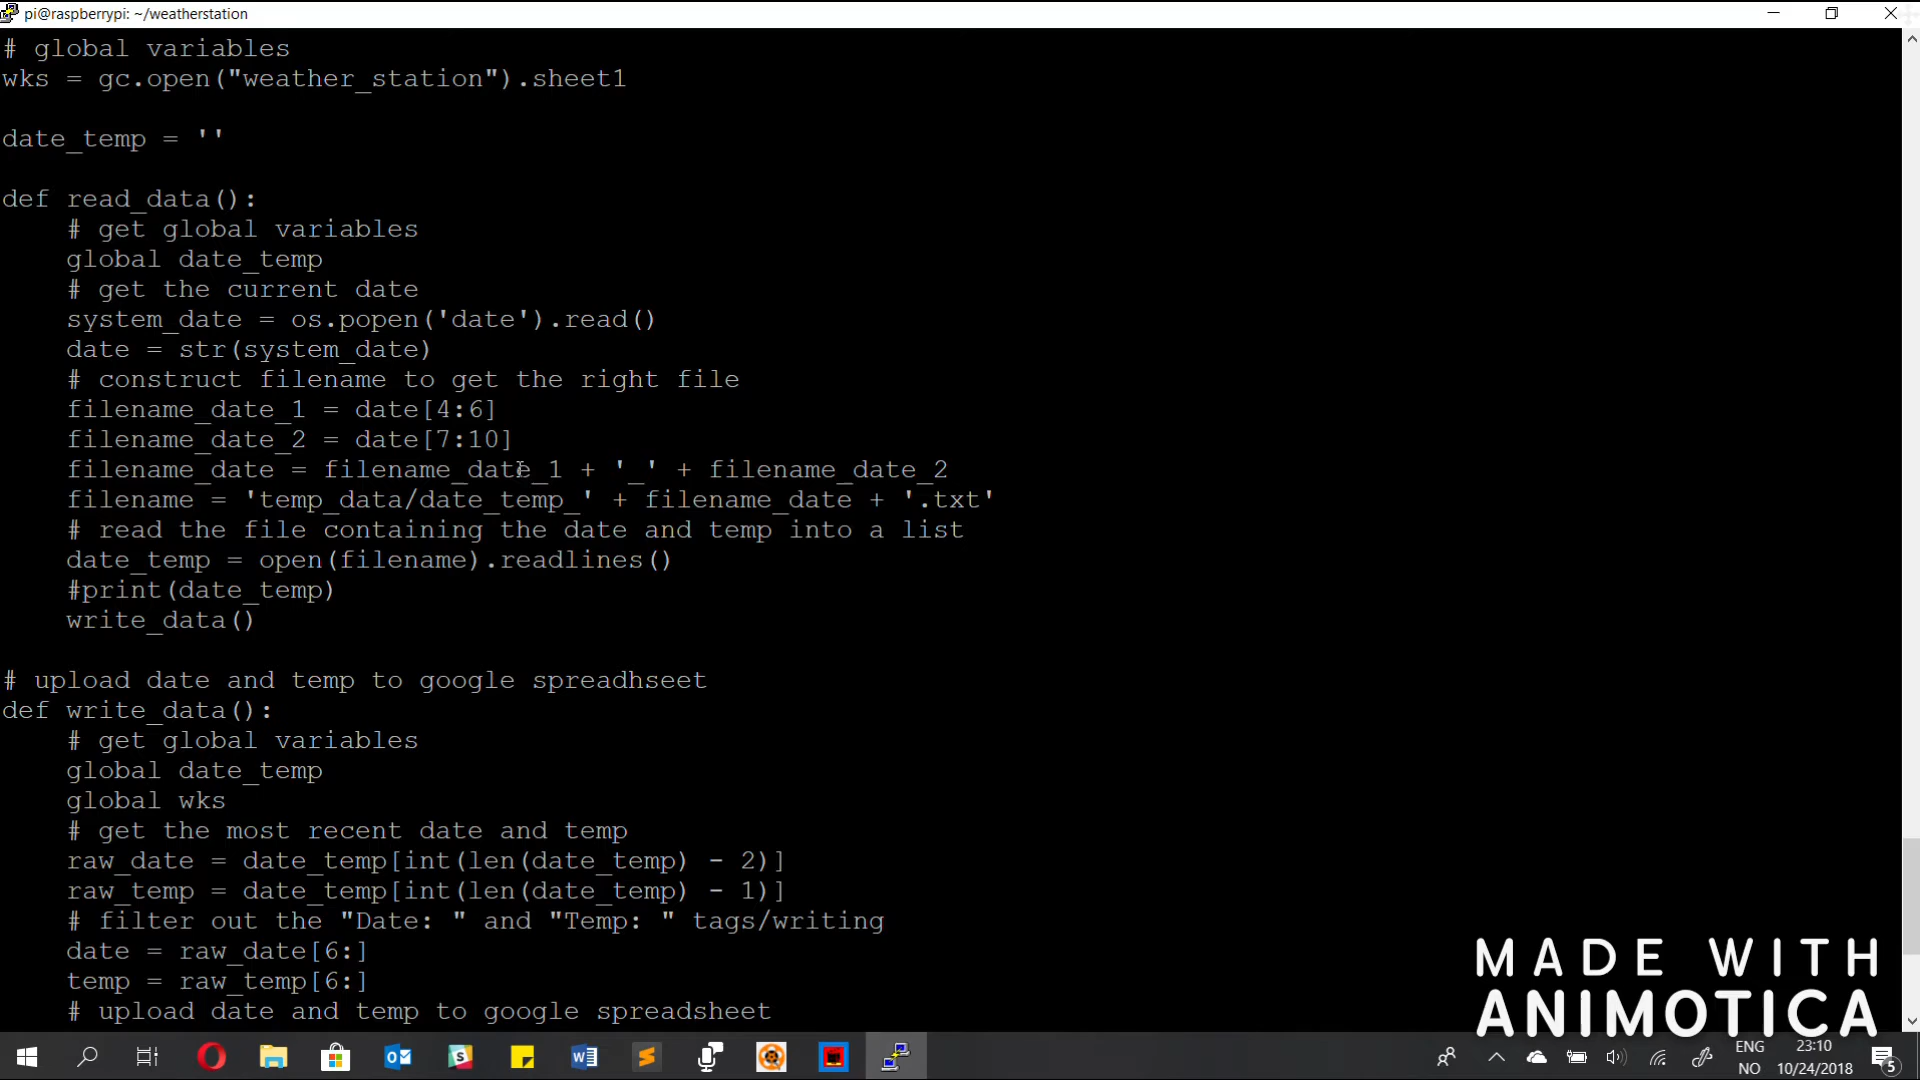 pi@raspberrypi: ~/weatherstation
# global variables
wks = gc.open("weather_station").sheet1
date_temp = ''
def read_data():
    # get global variables
    global date_temp
    # get the current date
    system_date = os.popen('date').read()
    date = str(system_date)
    # construct filename to get the right file
    filename_date_1 = date[4:6]
    filename_date_2 = date[7:10]
    filename_date = filename_date_1 + '_' + filename_date_2
    filename = 'temp_data/date_temp_' + filename_date + '.txt'
    # read the file containing the date and temp into a list
    date_temp = open(filename).readlines()
    #print(date_temp)
    write_data()
# upload date and temp to google spreadhseet
def write_data():
    # get global variables
    global date_temp
    global wks
    # get the most recent date and temp
    raw_date = date_temp[int(len(date_temp) - 2)]
    raw_temp = date_temp[int(len(date_temp) - 1)]
    # filter out the "Date: " and "Temp: " tags/writing
    date = raw_date[6:]
    temp = raw_temp[6:]
    # upload date and temp to google spreadsheet
MADE WITH
ANIMOTICA
ENG
NO
23:10
10/24/2018
5